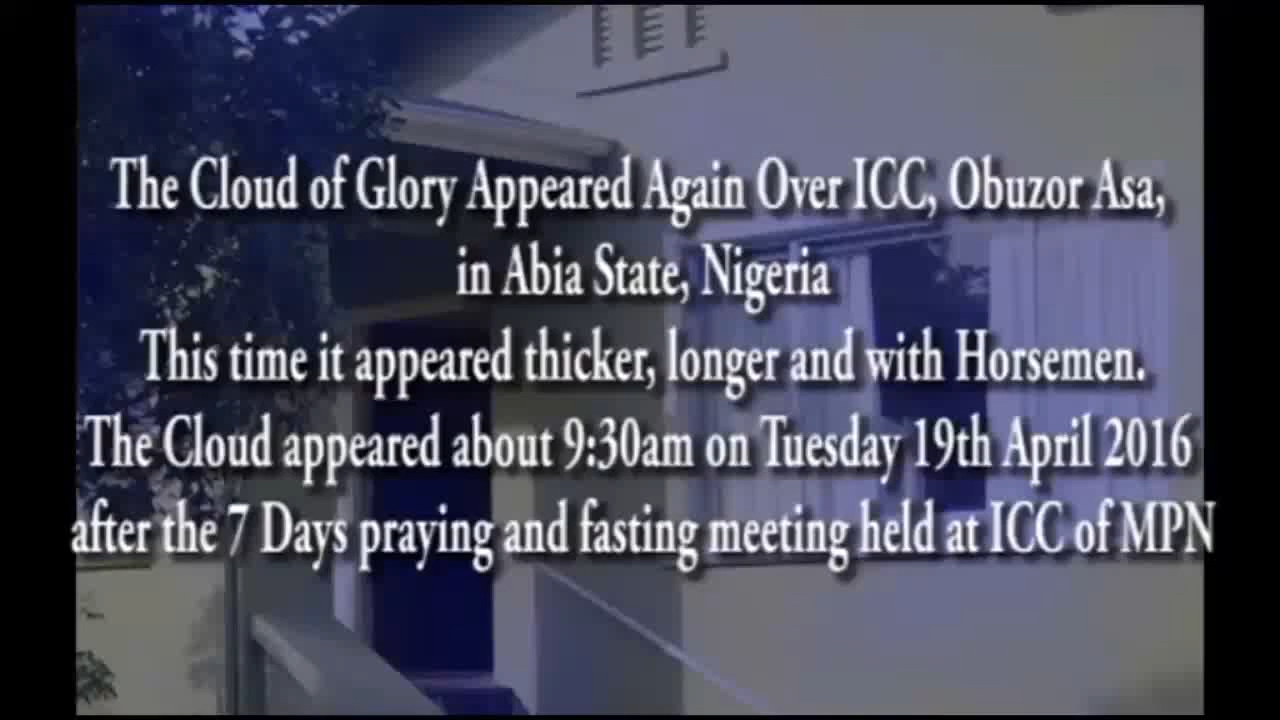 The Cloud of Glory Appeared Again Over ICC, Obuzor Asa,
in Abia State, Nigeria
This time it appeared thicker, longer and with Horsemen.
The Cloud appeared about 9:30am on Tuesday 19th April 2016
after the 7 Days praying and fasting meeting held at ICC of MPN